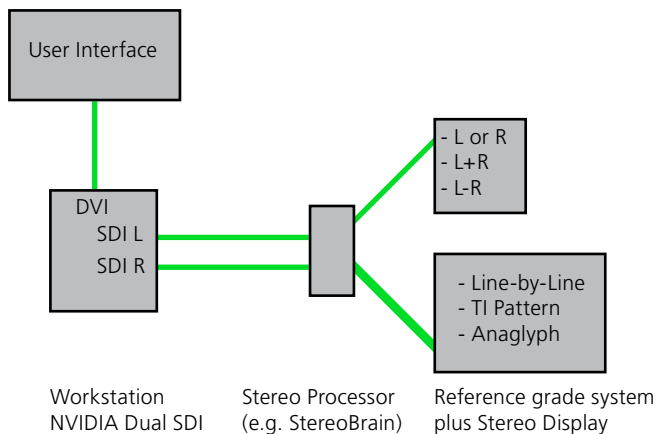 User Interface
DVI
SDI L
SDI R
- L or R
- L+R
- L-R
- Line-by-Line
- TI Pattern
- Anaglyph
Workstation
NVIDIA Dual SDI
Stereo Processor
(e.g. StereoBrain)
Reference grade system
plus Stereo Display